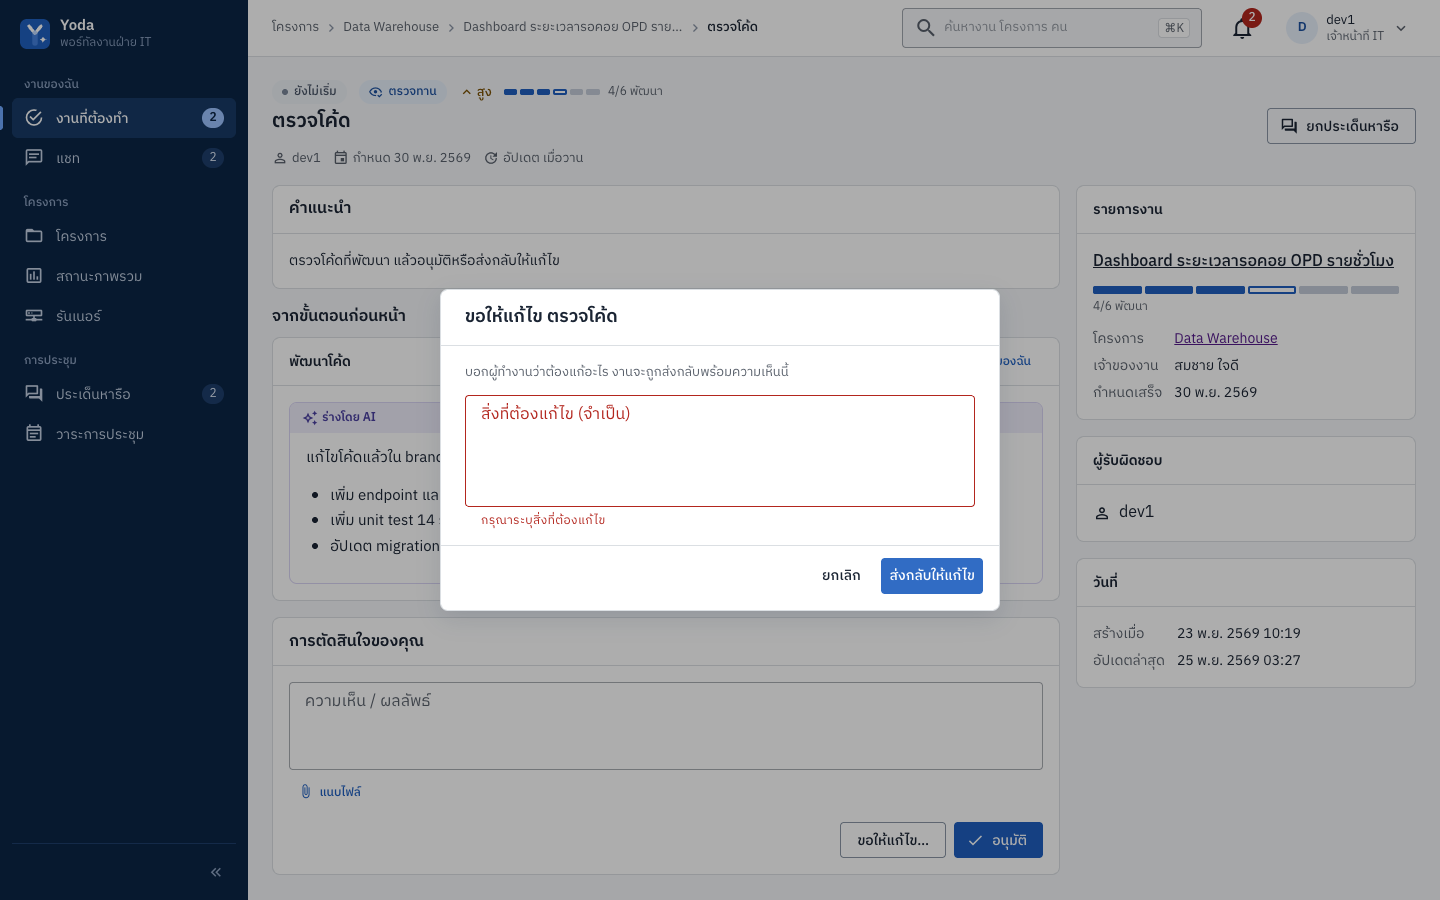 Yoda
พอร์ทัลงานฝ่าย IT
งานของฉัน
งานที่ต้องทำ 2
แชท 2
โครงการ
โครงการ
สถานะภาพรวม
รันเนอร์
การประชุม
ประเด็นหารือ 2
วาระการประชุม
โครงการ > Data Warehouse > Dashboard ระยะเวลารอคอย OPD ราย… > ตรวจโค้ด
ค้นหางาน โครงการ คน ⌘K
2
D
dev1
เจ้าหน้าที่ IT
ยังไม่เริ่ม ตรวจทาน สูง 4/6 พัฒนา
ตรวจโค้ด
dev1 กำหนด 30 พ.ย. 2569 อัปเดต เมื่อวาน
ยกประเด็นหารือ
คำแนะนำ
ตรวจโค้ดที่พัฒนา แล้วอนุมัติหรือส่งกลับให้แก้ไข
จากขั้นตอนก่อนหน้า
พัฒนาโค้ด
ร่างโดย AI
แก้ไขโค้ดแล้วใน
เพิ่ม endpoint
เพิ่ม unit test 14
อัปเดต migration
ขอให้แก้ไข ตรวจโค้ด
บอกผู้ทำงานว่าต้องแก้อะไร งานจะถูกส่งกลับพร้อมความเห็นนี้
สิ่งที่ต้องแก้ไข (จำเป็น)
กรุณาระบุสิ่งที่ต้องแก้ไข
ยกเลิก ส่งกลับให้แก้ไข
การตัดสินใจของคุณ
ความเห็น / ผลลัพธ์
แนบไฟล์
ขอให้แก้ไข… อนุมัติ
รายการงาน
Dashboard ระยะเวลารอคอย OPD รายชั่วโมง
4/6 พัฒนา
โครงการ Data Warehouse
เจ้าของงาน สมชาย ใจดี
กำหนดเสร็จ 30 พ.ย. 2569
ผู้รับผิดชอบ
dev1
วันที่
สร้างเมื่อ 23 พ.ย. 2569 10:19
อัปเดตล่าสุด 25 พ.ย. 2569 03:27